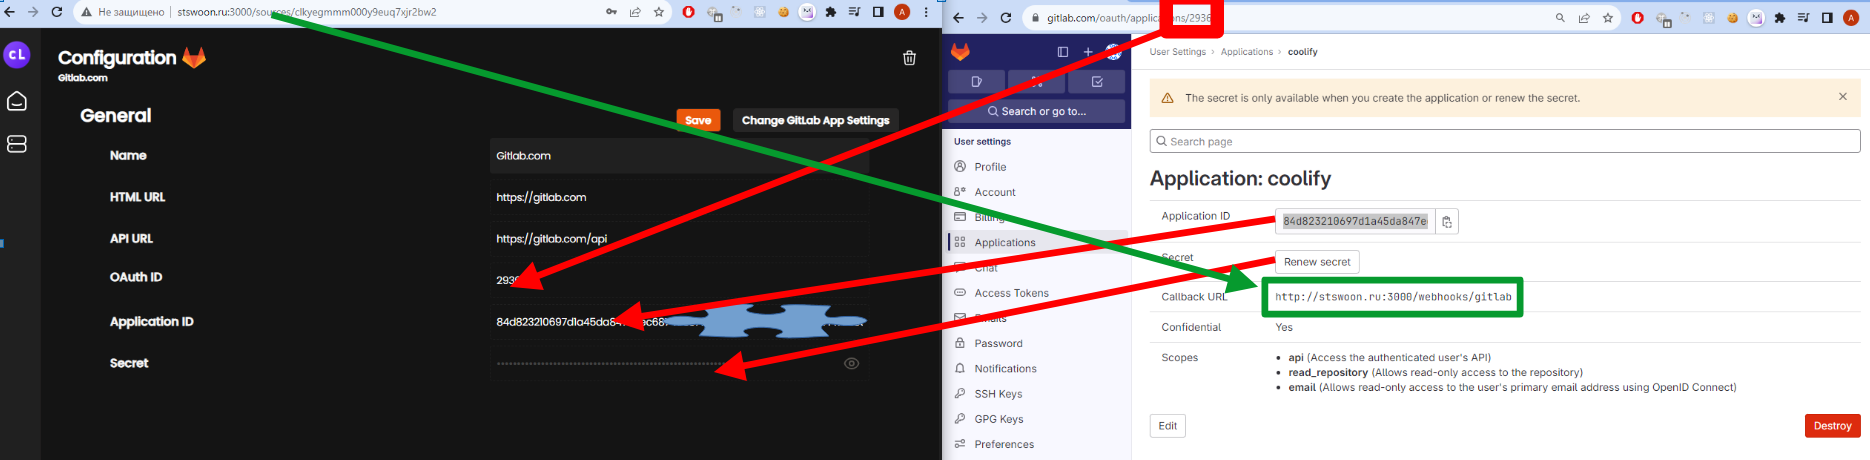 Не защищено | stswoon.ru:3000/sources/clkyegmmm000y9euq7xjr2bw2
cL
Configuration
Gitlab.com
General
Save
Change GitLab App Settings
Name
Gitlab.com
HTML URL
https://gitlab.com
API URL
https://gitlab.com/api
OAuth ID
293
Application ID
84d823210697d1a45da84
Secret
gitlab.com/oauth/applications/2936
A
User Settings > Applications > coolify
Search or go to...
User settings
Profile
Account
Billing
Applications
Chat
Access Tokens
Emails
Password
Notifications
SSH Keys
GPG Keys
Preferences
The secret is only available when you create the application or renew the secret.
Search page
Application: coolify
Application ID
84d823210697d1a45da847e
Secret
Renew secret
Callback URL
http://stswoon.ru:3000/webhooks/gitlab
Confidential
Yes
Scopes
• api (Access the authenticated user's API)
• read_repository (Allows read-only access to the repository)
• email (Allows read-only access to the user's primary email address using OpenID Connect)
Edit
Destroy